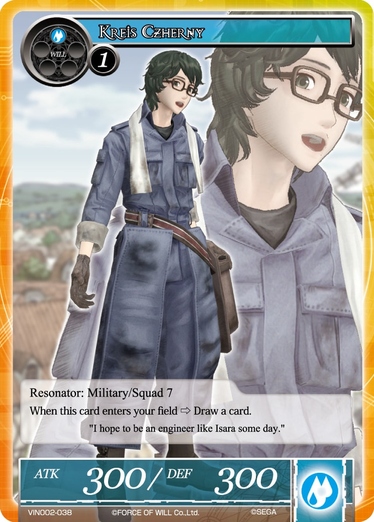 Kreis Czherny
WILL
1
Resonator: Military/Squad 7
When this card enters your field ⇨ Draw a card.
"I hope to be an engineer like Isara some day."
ATK 300/ DEF 300
VIN002-038 ©FORCE OF WILL Co.,Ltd. ©SEGA